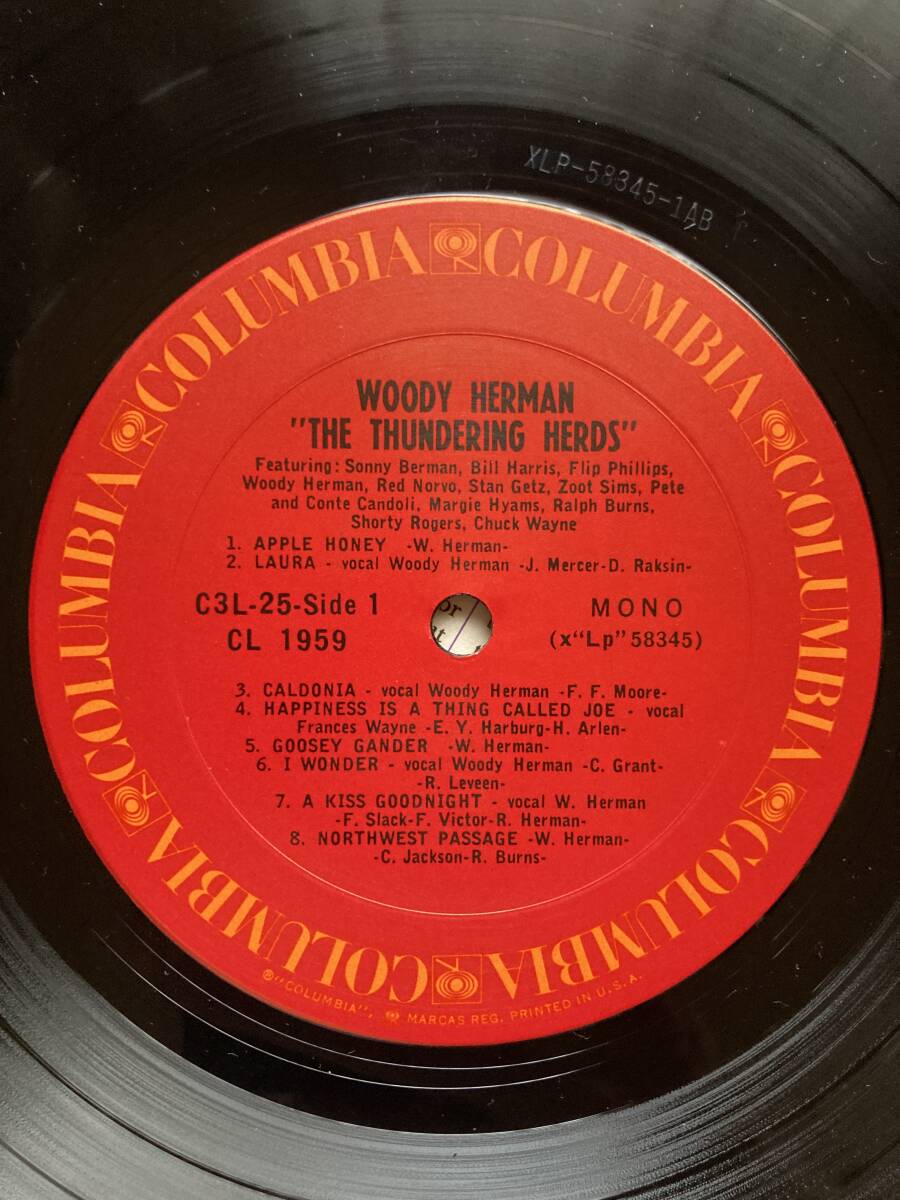 XLP-58345-1AB
COLUMBIA COLUMBIA COLUMBIA COLUMBIA COLUMBIA COLUMBIA
WOODY HERMAN
"THE THUNDERING HERDS"
Featuring: Sonny Berman, Bill Harris, Flip Phillips,
Woody Herman, Red Norvo, Stan Getz, Zoot Sims, Pete
and Conte Candoli, Margie Hyams, Ralph Burns,
Shorty Rogers, Chuck Wayne
1. APPLE HONEY -W. Herman-
2. LAURA - vocal Woody Herman -J. Mercer-D. Raksin-
C3L-25-Side 1
CL 1959
MONO
(x"Lp" 58345)
3. CALDONIA - vocal Woody Herman -F. F. Moore-
4. HAPPINESS IS A THING CALLED JOE - vocal
Frances Wayne -E. Y. Harburg-H. Arlen-
5. GOOSEY GANDER -W. Herman-
6. I WONDER - vocal Woody Herman -C. Grant-
-R. Leveen-
7. A KISS GOODNIGHT - vocal W. Herman
-F. Slack-F. Victor-R. Herman-
8. NORTHWEST PASSAGE -W. Herman-
-C. Jackson-R. Burns-
®"COLUMBIA", MARCAS REG. PRINTED IN U.S.A.